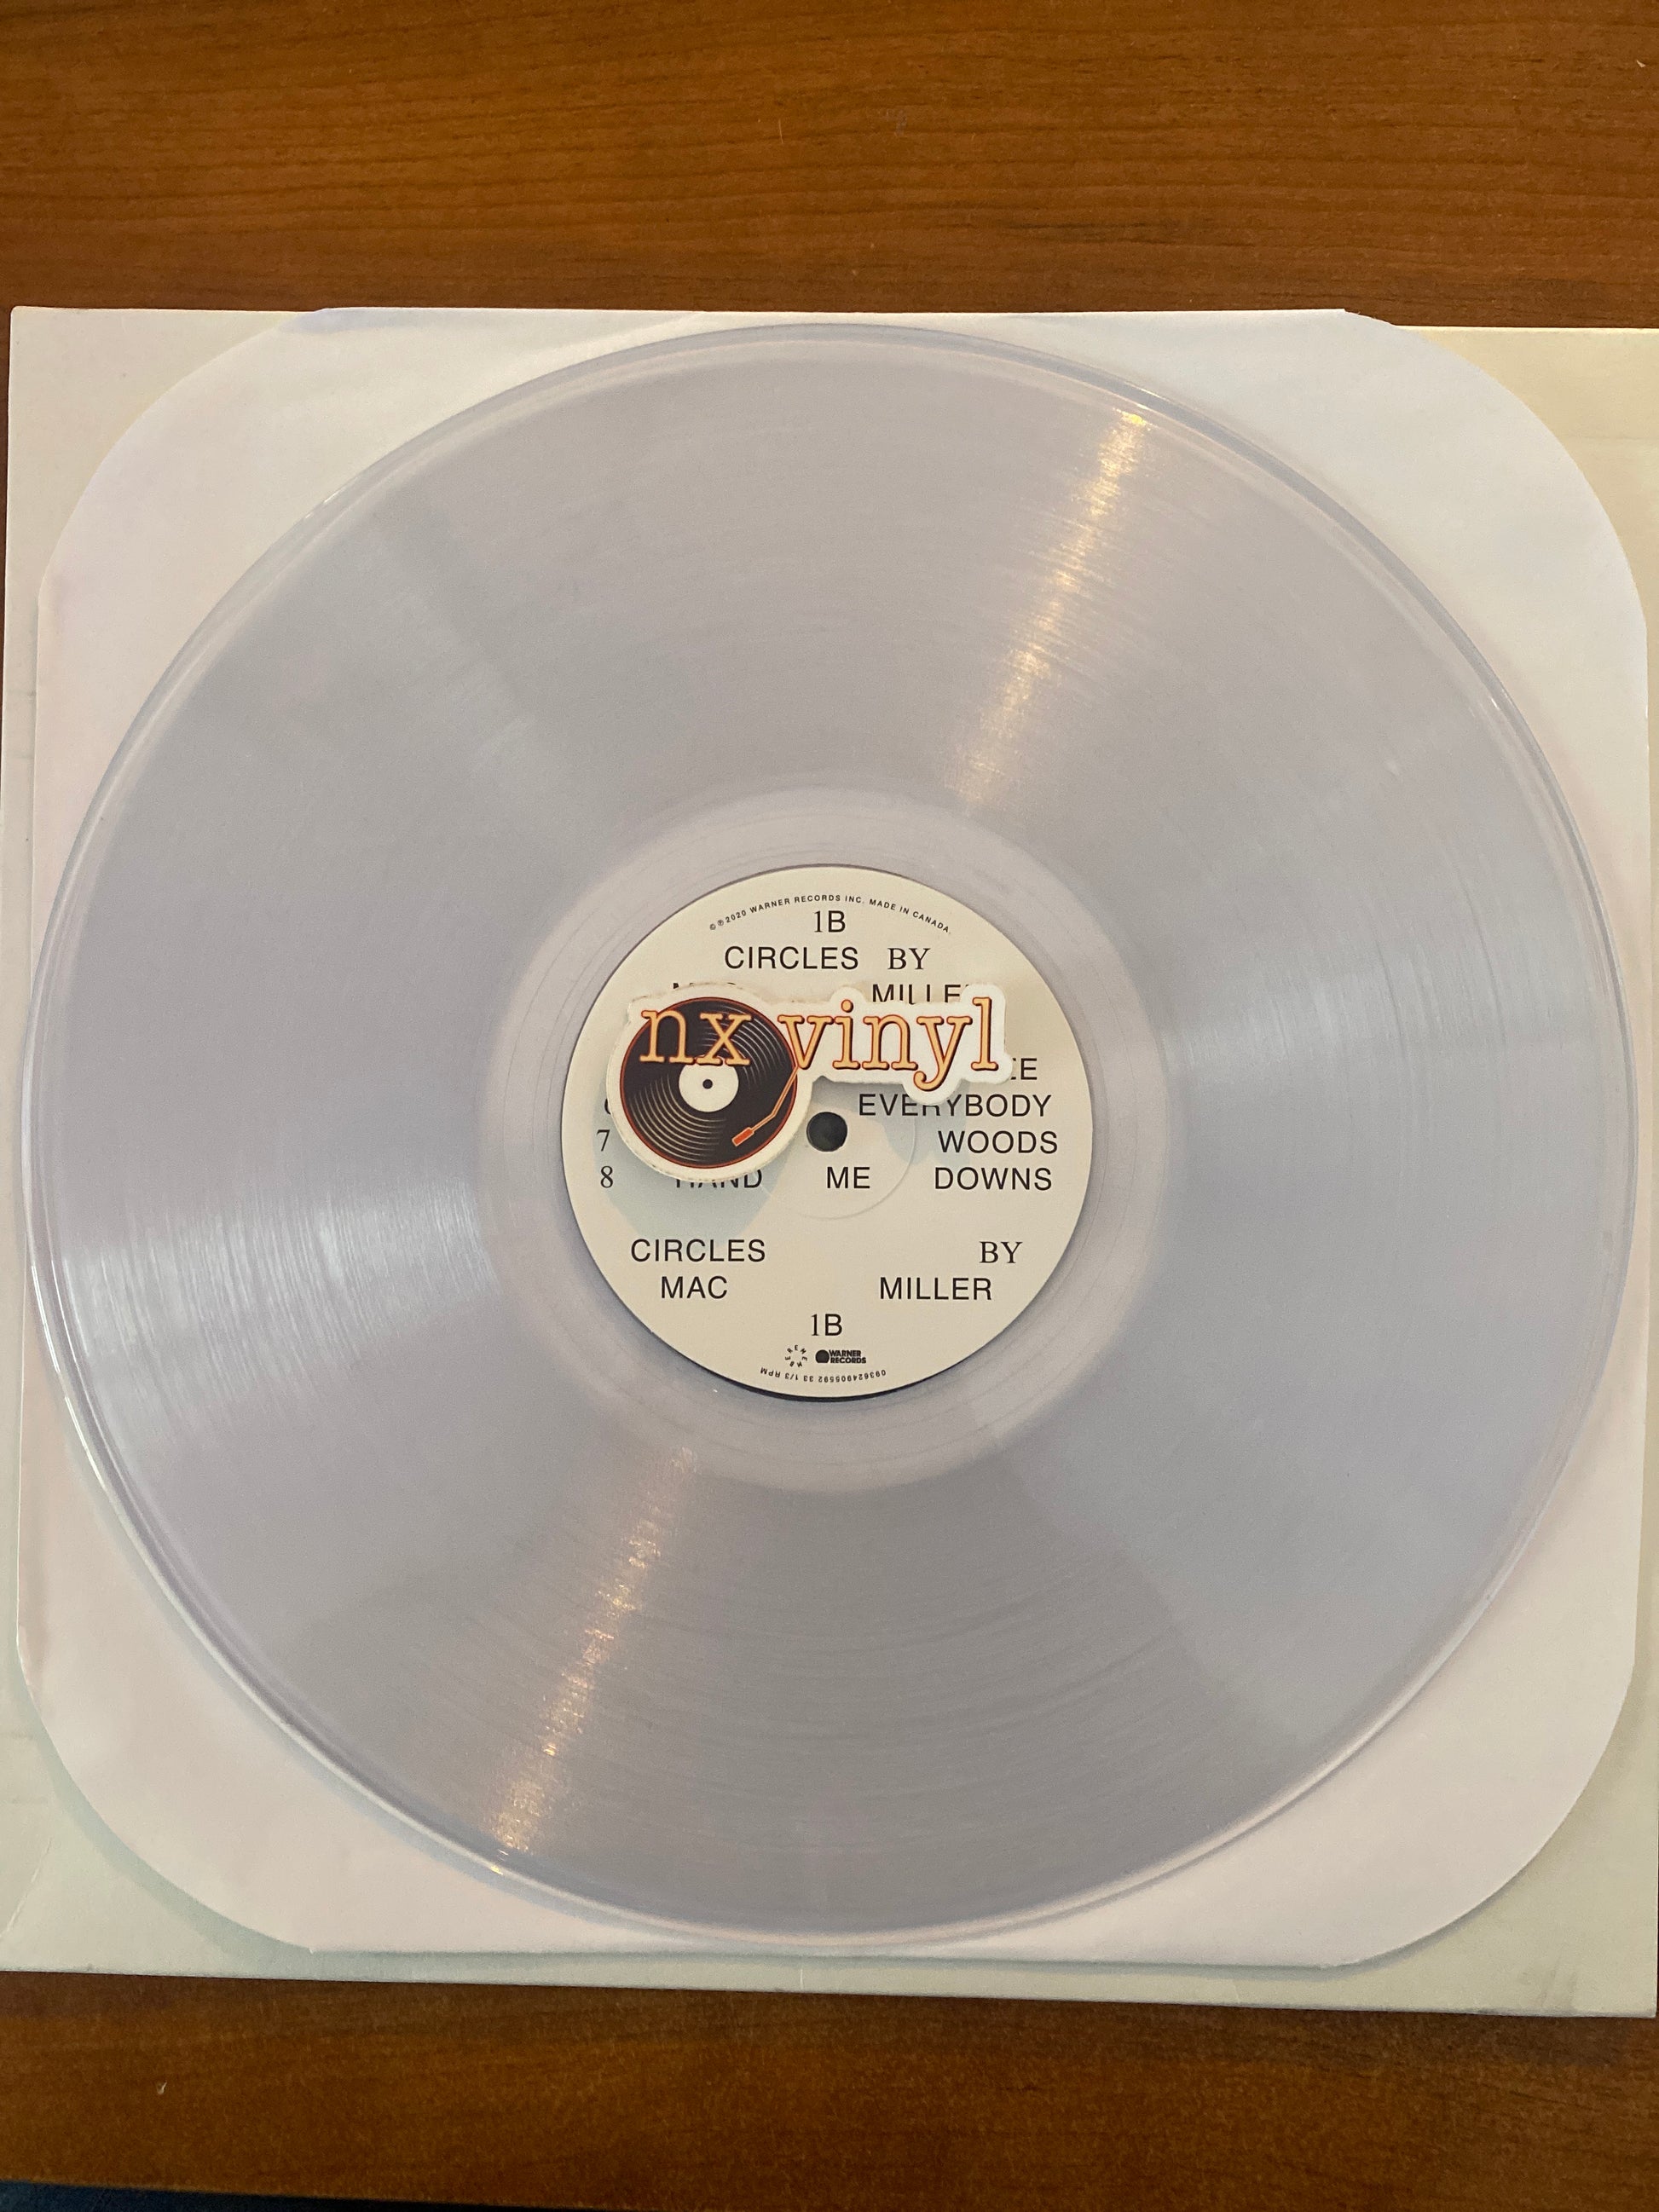 ©℗2020 WARNER RECORDS INC. MADE IN CANADA.
1B
CIRCLES BY
nx vinyl
EVERYBODY
7 WOODS
8 HAND ME DOWNS
CIRCLES BY
MAC MILLER
1B
REMEMBER
WARNER RECORDS
093624905592 33 1/3 RPM